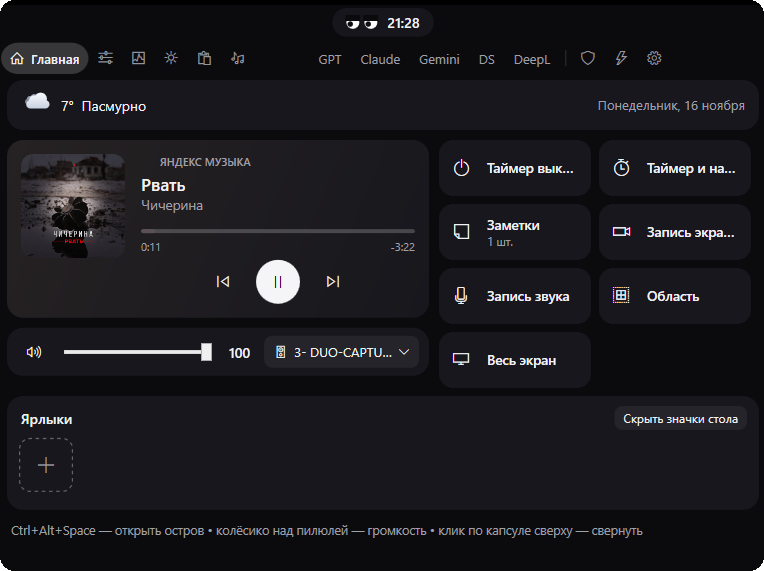 21:28
Главная
GPT Claude Gemini DS DeepL
7° Пасмурно
Понедельник, 16 ноября
ЧИЧЕРИНА
РВАТЬ
ЯНДЕКС МУЗЫКА
Рвать
Чичерина
0:11 -3:22
100
3- DUO-CAPTU...
Таймер вык...
Таймер и на...
Заметки
1 шт.
Запись экра...
Запись звука
Область
Весь экран
Ярлыки
Скрыть значки стола
Ctrl+Alt+Space — открыть остров • колёсико над пилюлей — громкость • клик по капсуле сверху — свернуть